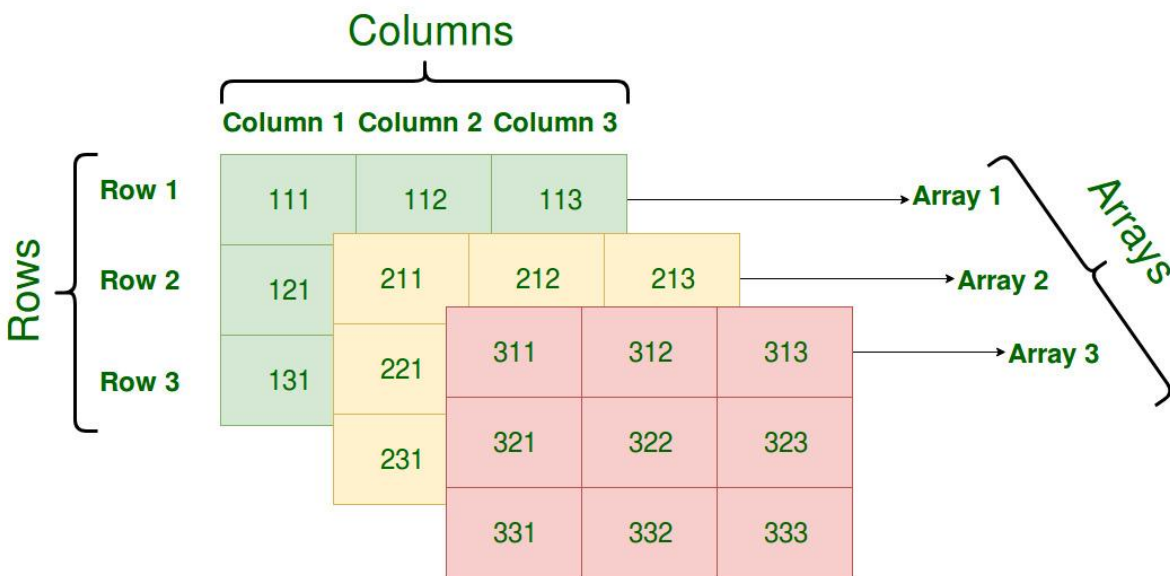 Columns
Column 1 Column 2 Column 3
Rows
Row 1
111 112 113
Array 1
Row 2
121
211 212 213
Array 2
Row 3
131
221
311 312 313
Array 3
231
321 322 323
331 332 333
Arrays